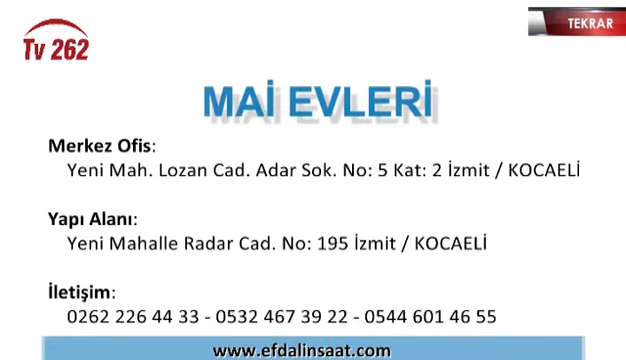 Tv 262
TEKRAR
MAİ EVLERİ
Merkez Ofis:
Yeni Mah. Lozan Cad. Adar Sok. No: 5 Kat: 2 İzmit / KOCAELİ
Yapı Alanı:
Yeni Mahalle Radar Cad. No: 195 İzmit / KOCAELİ
İletişim:
0262 226 44 33 - 0532 467 39 22 - 0544 601 46 55
www.efdalinsaat.com